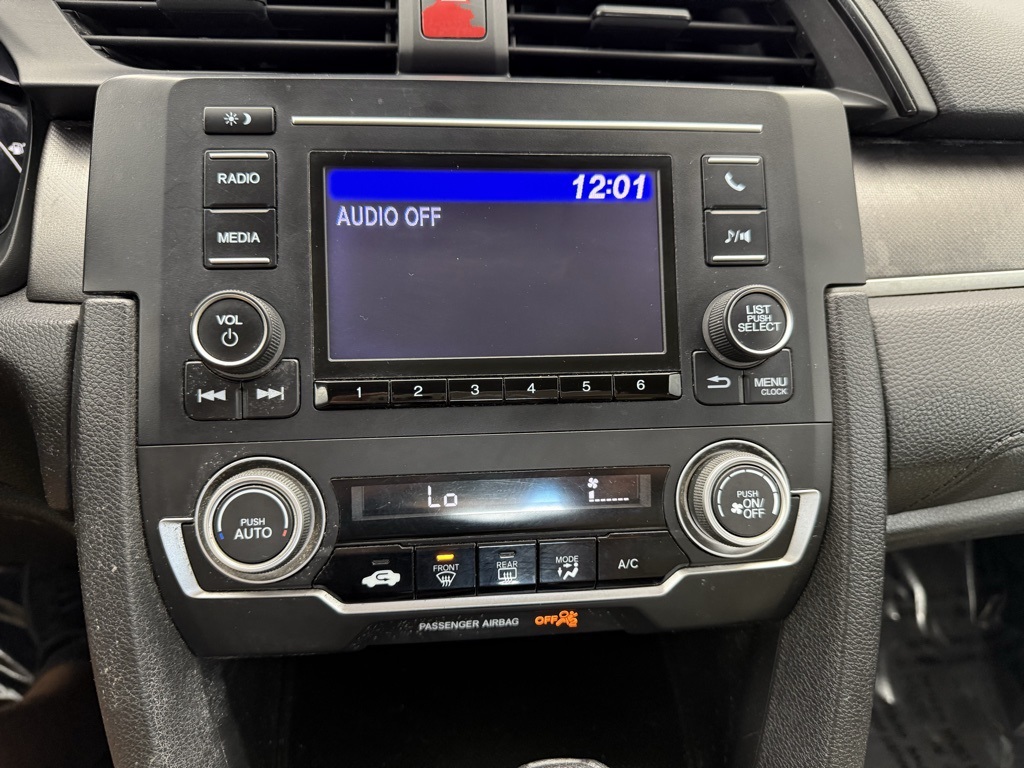 12:01
RADIO
AUDIO OFF
MEDIA
VOL
LIST
PUSH
SELECT
1 2 3 4 5 6
MENU
CLOCK
Lo
PUSH
AUTO
PUSH
ON/
OFF
FRONT
REAR
MODE
A/C
PASSENGER AIRBAG OFF